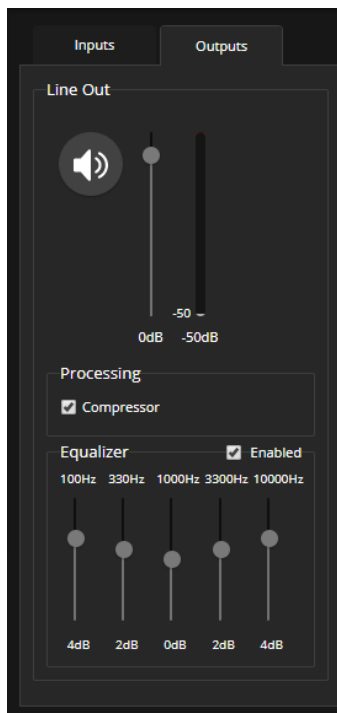 Inputs Outputs
Line Out
-50
0dB -50dB
Processing
Compressor
Equalizer Enabled
100Hz 330Hz 1000Hz 3300Hz 10000Hz
4dB 2dB 0dB 2dB 4dB